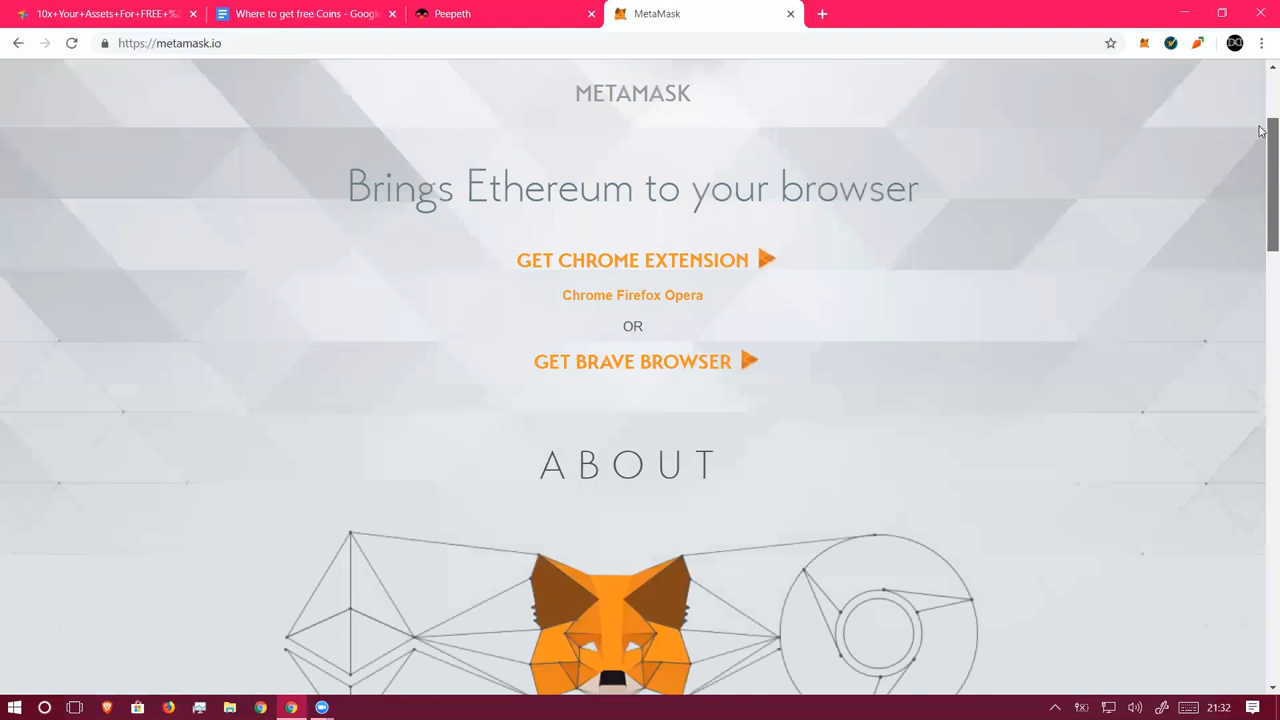 10x+Your+Assets+For+FREE+%
Where to get free Coins - Google
Peepeth
MetaMask
https://metamask.io
METAMASK
Brings Ethereum to your browser
GET CHROME EXTENSION
Chrome Firefox Opera
OR
GET BRAVE BROWSER
ABOUT
21:32